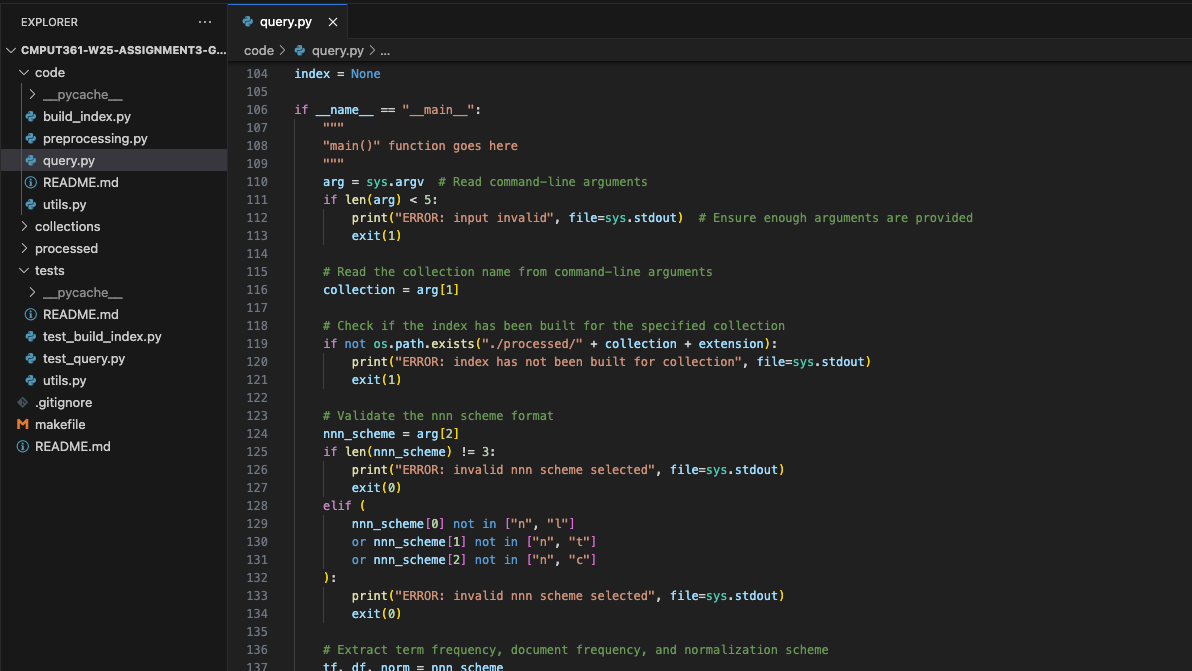 EXPLORER
...
CMPUT361-W25-ASSIGNMENT3-G...
code
__pycache__
build_index.py
preprocessing.py
query.py
README.md
utils.py
collections
processed
tests
__pycache__
README.md
test_build_index.py
test_query.py
utils.py
.gitignore
makefile
README.md
query.py
code > query.py > ...
104 index = None
105
106 if __name__ == "__main__":
107 """
108 "main()" function goes here
109 """
110 arg = sys.argv  # Read command-line arguments
111 if len(arg) < 5:
112 print("ERROR: input invalid", file=sys.stdout)  # Ensure enough arguments are provided
113 exit(1)
114
115 # Read the collection name from command-line arguments
116 collection = arg[1]
117
118 # Check if the index has been built for the specified collection
119 if not os.path.exists("./processed/" + collection + extension):
120 print("ERROR: index has not been built for collection", file=sys.stdout)
121 exit(1)
122
123 # Validate the nnn scheme format
124 nnn_scheme = arg[2]
125 if len(nnn_scheme) != 3:
126 print("ERROR: invalid nnn scheme selected", file=sys.stdout)
127 exit(0)
128 elif (
129 nnn_scheme[0] not in ["n", "l"]
130 or nnn_scheme[1] not in ["n", "t"]
131 or nnn_scheme[2] not in ["n", "c"]
132 ):
133 print("ERROR: invalid nnn scheme selected", file=sys.stdout)
134 exit(0)
135
136 # Extract term frequency, document frequency, and normalization scheme
137 tf, df, norm = nnn_scheme